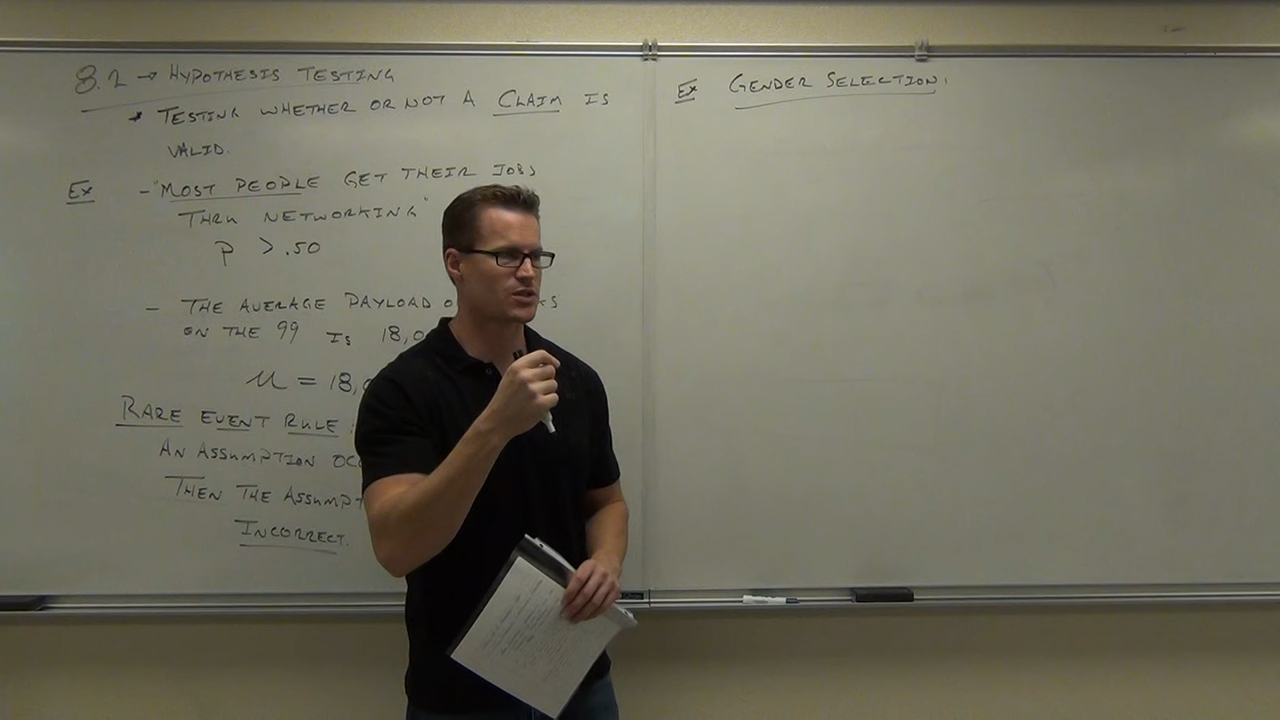 8.2 → HYPOTHESIS TESTING
* TESTING WHETHER OR NOT A CLAIM IS
VALID.
Ex - "MOST PEOPLE GET THEIR JOBS
THRU NETWORKING"
P > .50
- THE AVERAGE PAYLOAD
ON THE 99 IS 18,0
μ = 18,
RARE EVENT RULE:
AN ASSUMPTION
THEN THE
INCORRECT.
Ex GENDER SELECTION: